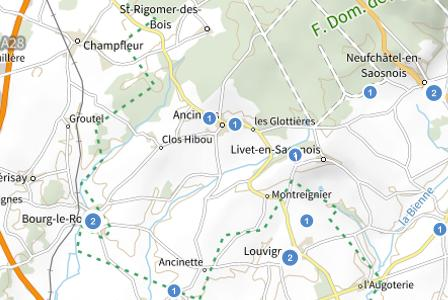 St-Rigomer-des-
Bois
F. Dom. de
A28
Champfleur
Neufchâtel-en-
Saosnois
2
1
Groutel
1
1
les Glottières
Clos Hibou
Livet-en-Saosnois
1
Montreignier
la Bienne
Bourg-le-Ro
2
1
1
Louvign
2
Ancinette
l'Augoterie
1